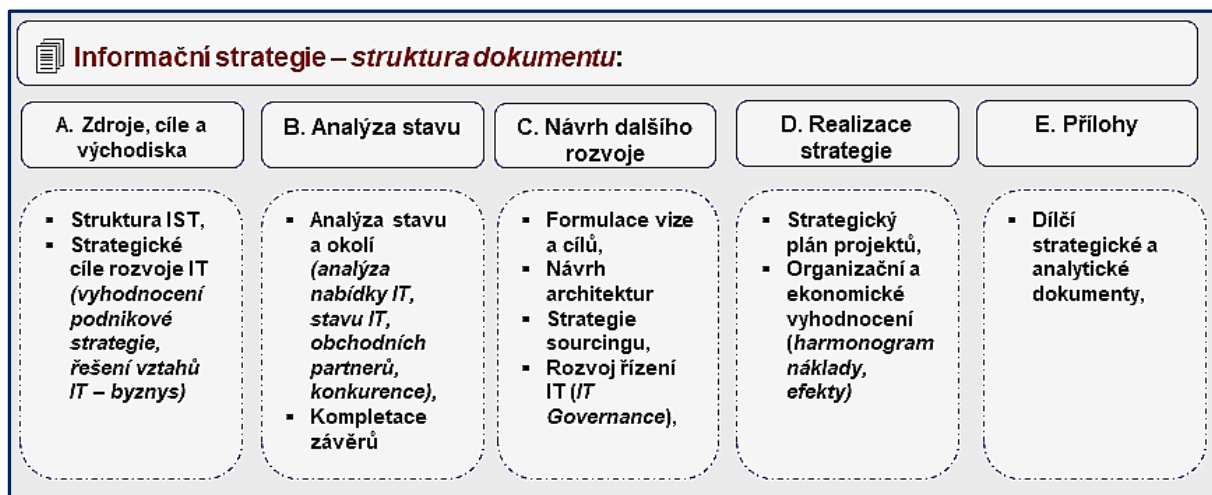 Informační strategie – struktura dokumentu:
A. Zdroje, cíle a
východiska
▪ Struktura IST,
▪ Strategické
cíle rozvoje IT
(vyhodnocení
podnikové
strategie,
řešení vztahů
IT – byznys)
B. Analýza stavu
▪ Analýza stavu
a okolí
(analýza
nabídky IT,
stavu IT,
obchodních
partnerů,
konkurence),
▪ Kompletace
závěrů
C. Návrh dalšího
rozvoje
▪ Formulace vize
a cílů,
▪ Návrh
architektur
▪ Strategie
sourcingu,
▪ Rozvoj řízení
IT (IT
Governance),
D. Realizace
strategie
▪ Strategický
plán projektů,
▪ Organizační a
ekonomické
vyhodnocení
(harmonogram
náklady,
efekty)
E. Přílohy
▪ Dílčí
strategické a
analytické
dokumenty,